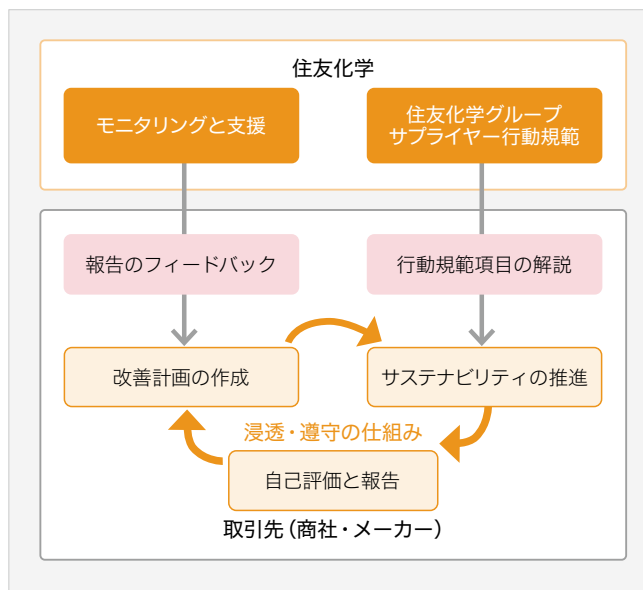 住友化学
モニタリングと支援
住友化学グループ
サプライヤー行動規範
報告のフィードバック
行動規範項目の解説
改善計画の作成
サステナビリティの推進
浸透・遵守の仕組み
自己評価と報告
取引先（商社・メーカー）